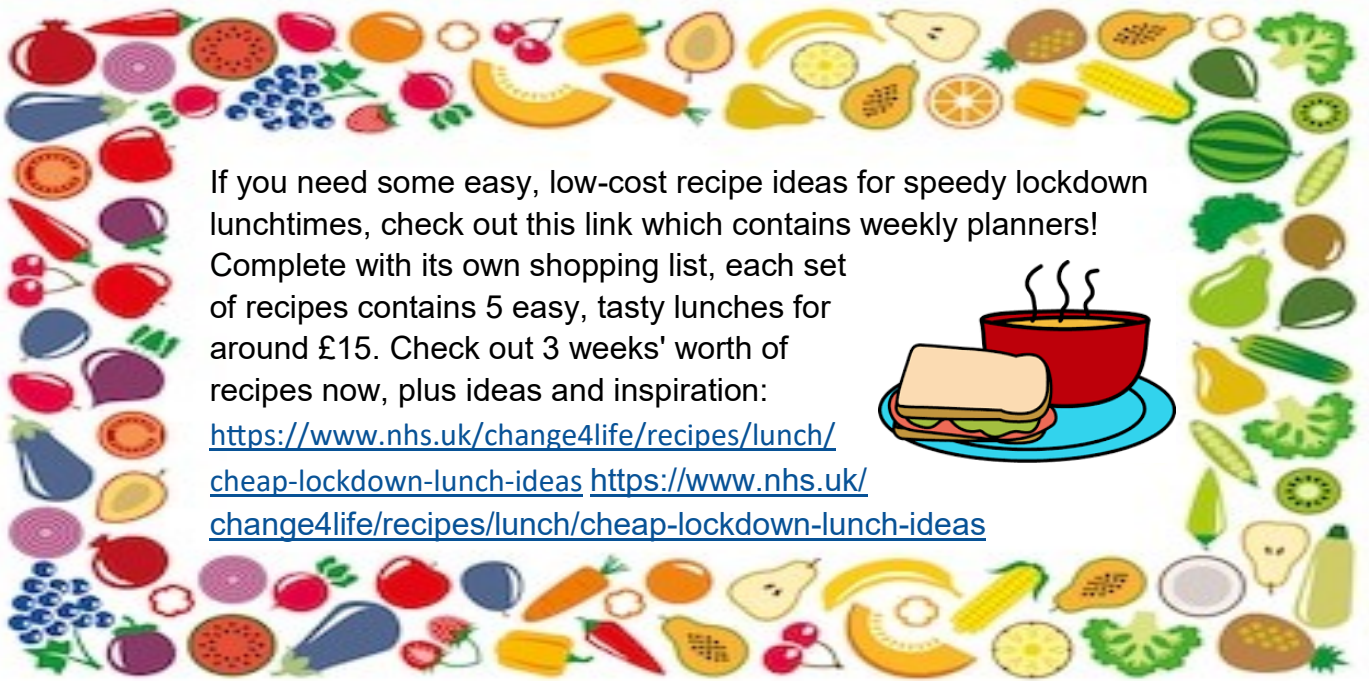 If you need some easy, low-cost recipe ideas for speedy lockdown
lunchtimes, check out this link which contains weekly planners!
Complete with its own shopping list, each set
of recipes contains 5 easy, tasty lunches for
around £15. Check out 3 weeks' worth of
recipes now, plus ideas and inspiration:
https://www.nhs.uk/change4life/recipes/lunch/
cheap-lockdown-lunch-ideas https://www.nhs.uk/
change4life/recipes/lunch/cheap-lockdown-lunch-ideas